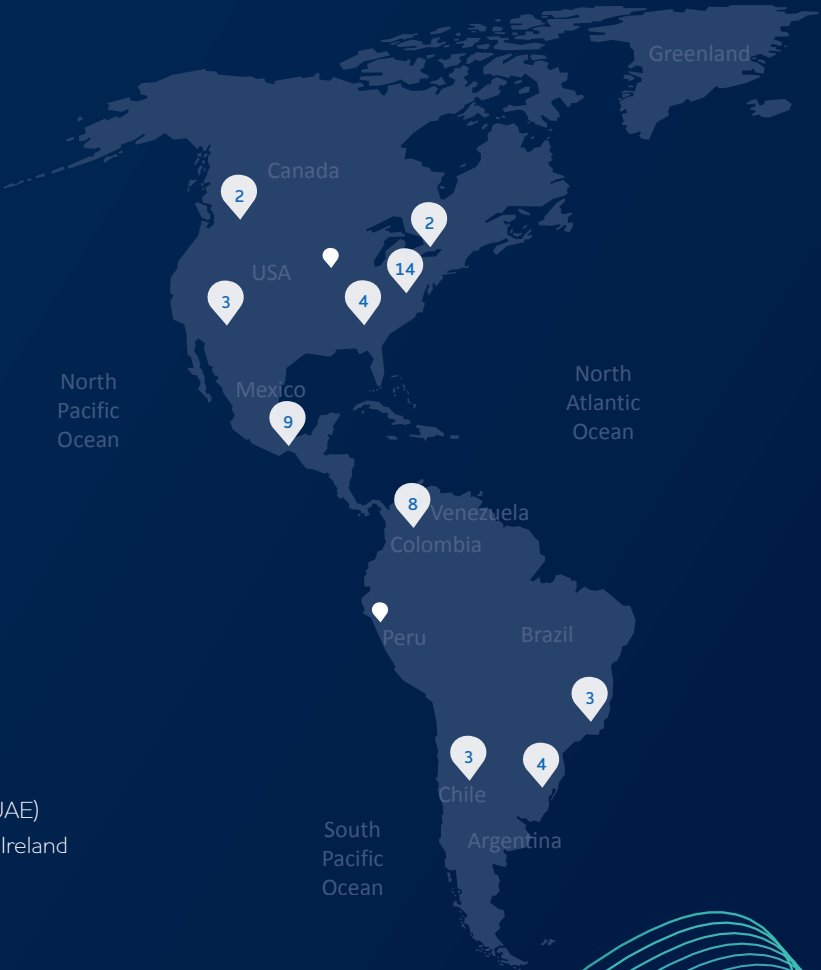 Greenland
Canada
2
2
14
USA
3
4
North
Pacific
Ocean
North
Atlantic
Ocean
Mexico
9
8
Venezuela
Colombia
Peru
Brazil
3
3
4
Chile
UAE)
Ireland
South
Pacific
Ocean
Argentina